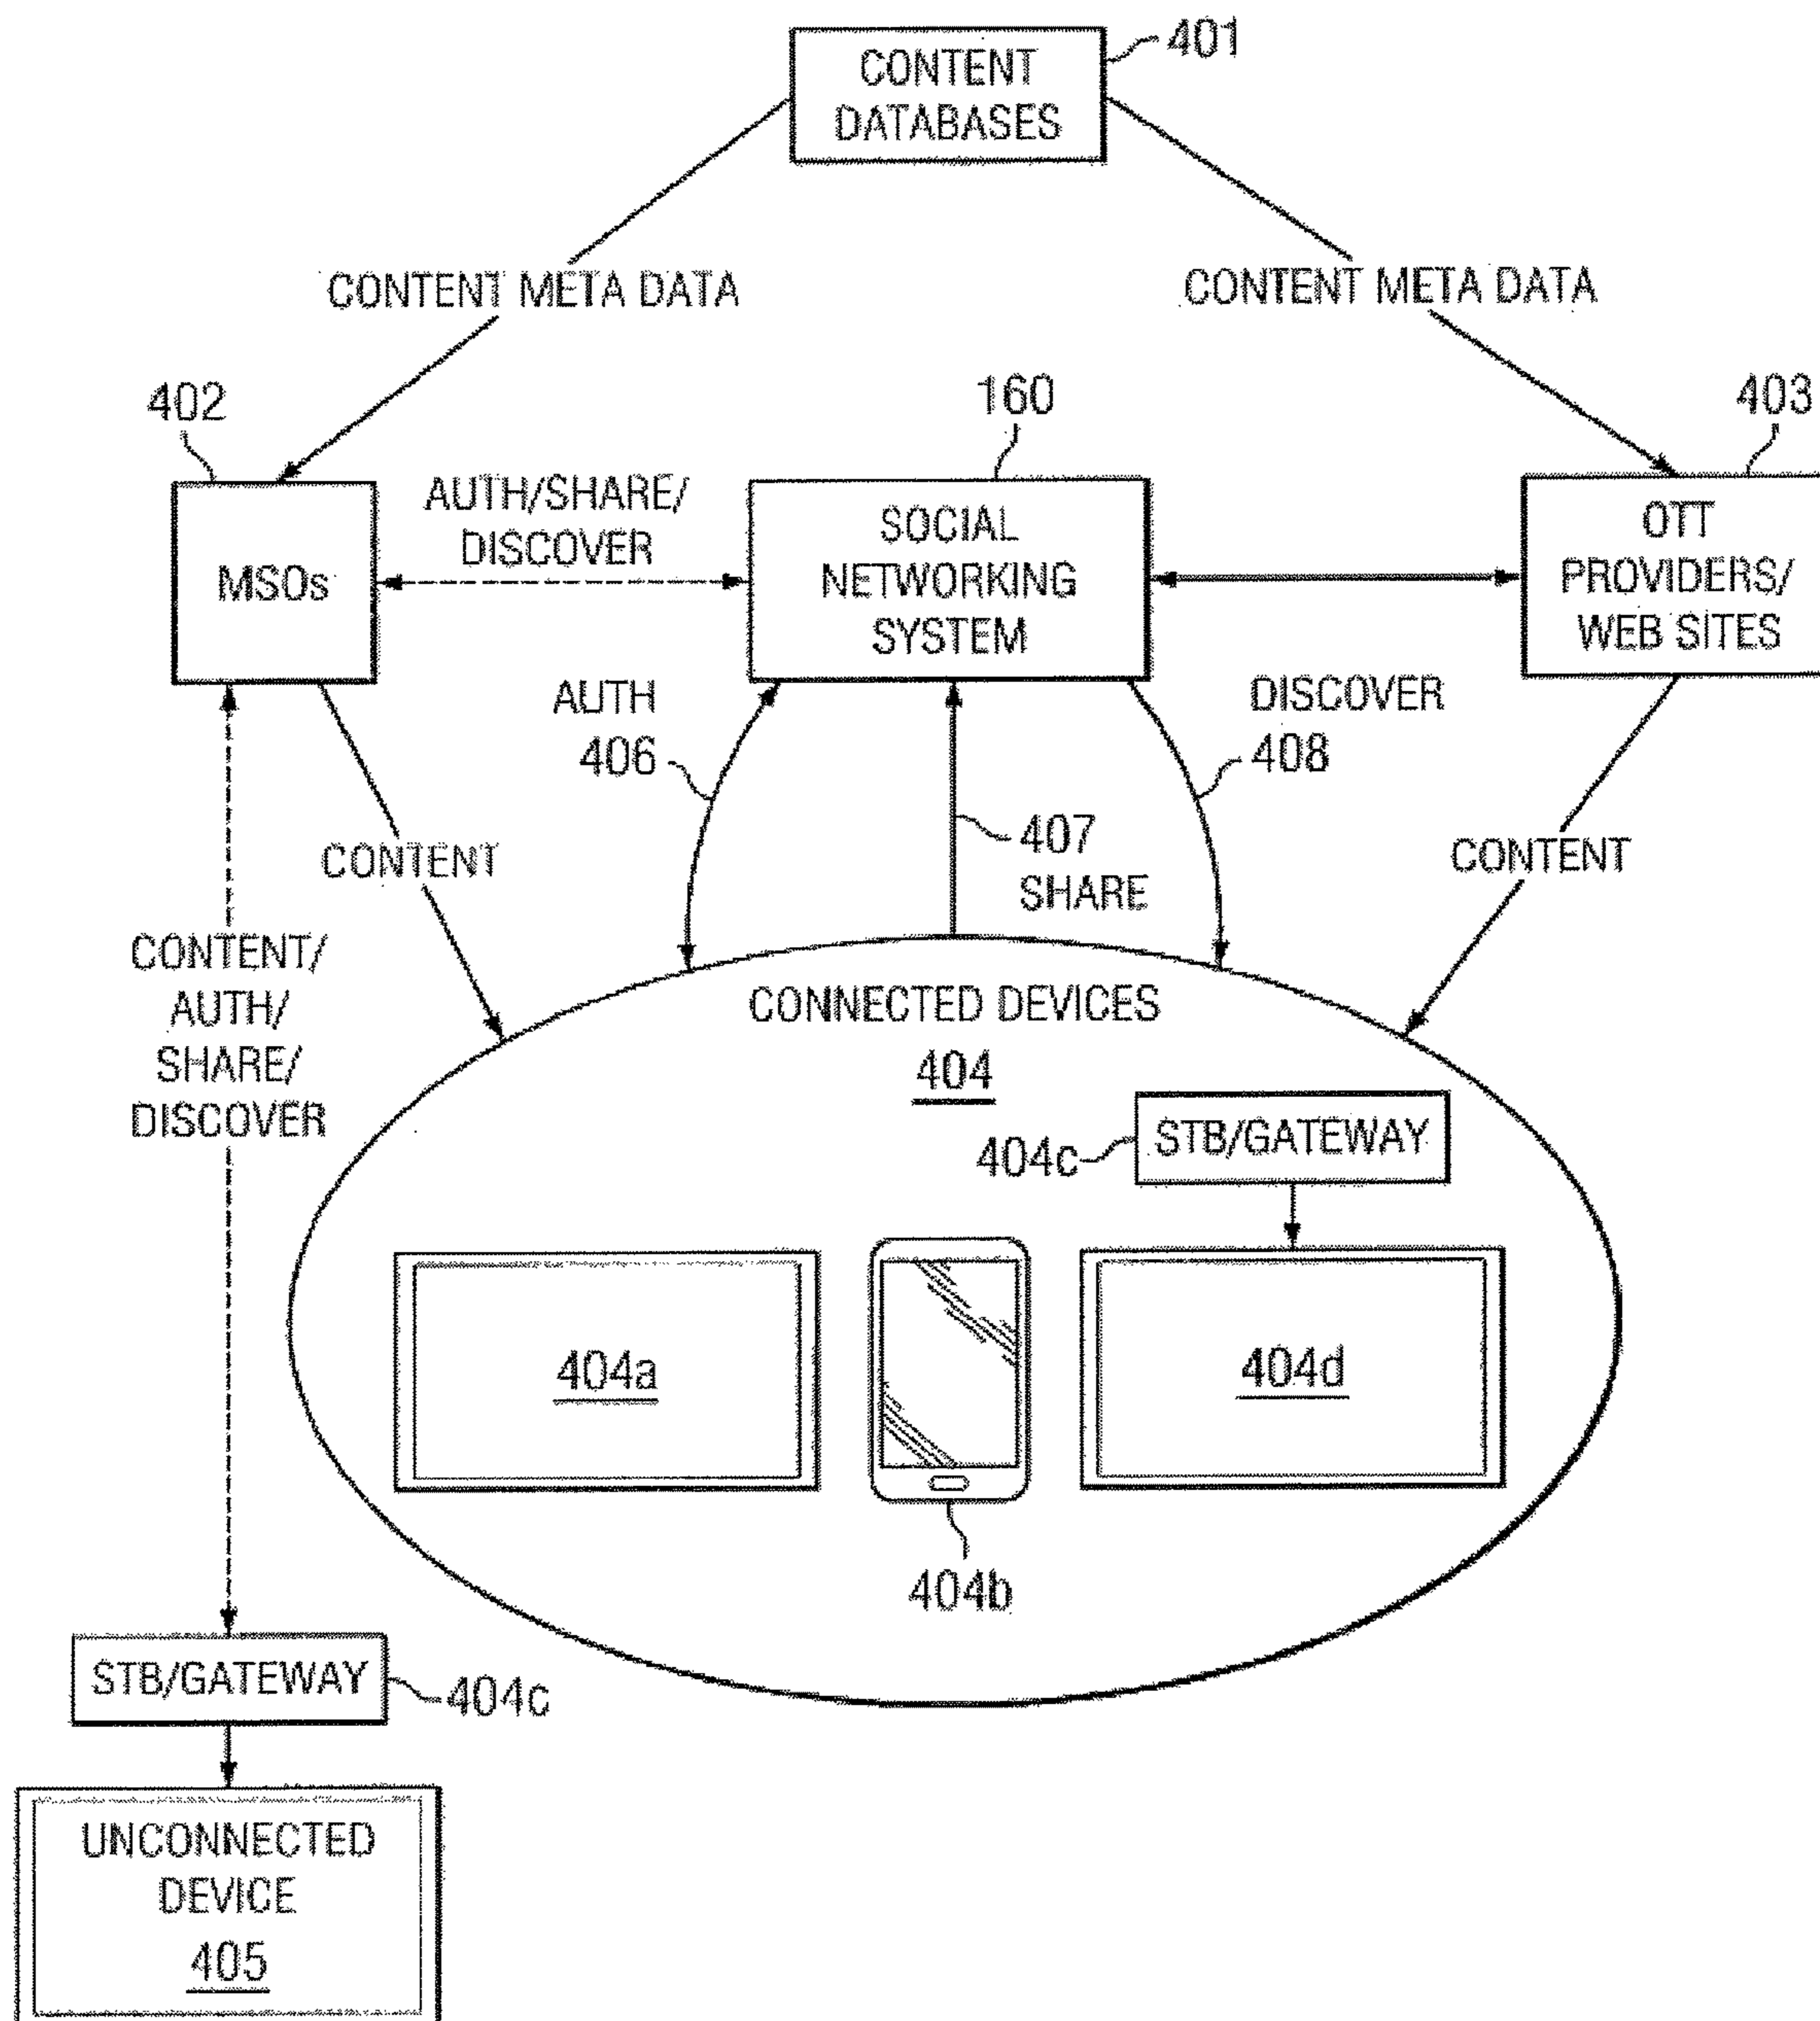 401
CONTENT
DATABASES
CONTENT META DATA
CONTENT META DATA
402
160
403
MSOs
AUTH/SHARE/
DISCOVER
SOCIAL
NETWORKING
SYSTEM
OTT
PROVIDERS/
WEB SITES
AUTH
406
DISCOVER
408
407
SHARE
CONTENT
CONTENT
CONTENT/
AUTH/
SHARE/
DISCOVER
CONNECTED DEVICES
404
404c
STB/GATEWAY
404a
404b
404d
STB/GATEWAY
404c
UNCONNECTED
DEVICE
405